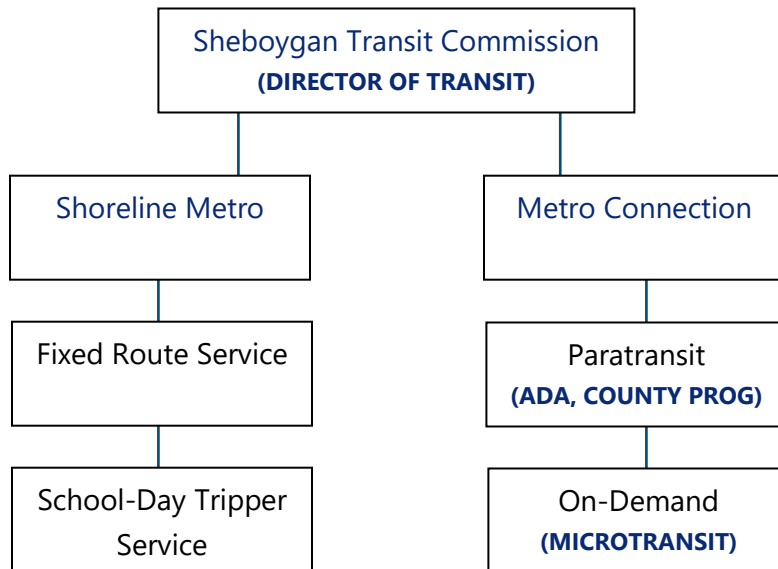 Sheboygan Transit Commission
(DIRECTOR OF TRANSIT)
Shoreline Metro
Metro Connection
Fixed Route Service
Paratransit
(ADA, COUNTY PROG)
School-Day Tripper
Service
On-Demand
(MICROTRANSIT)